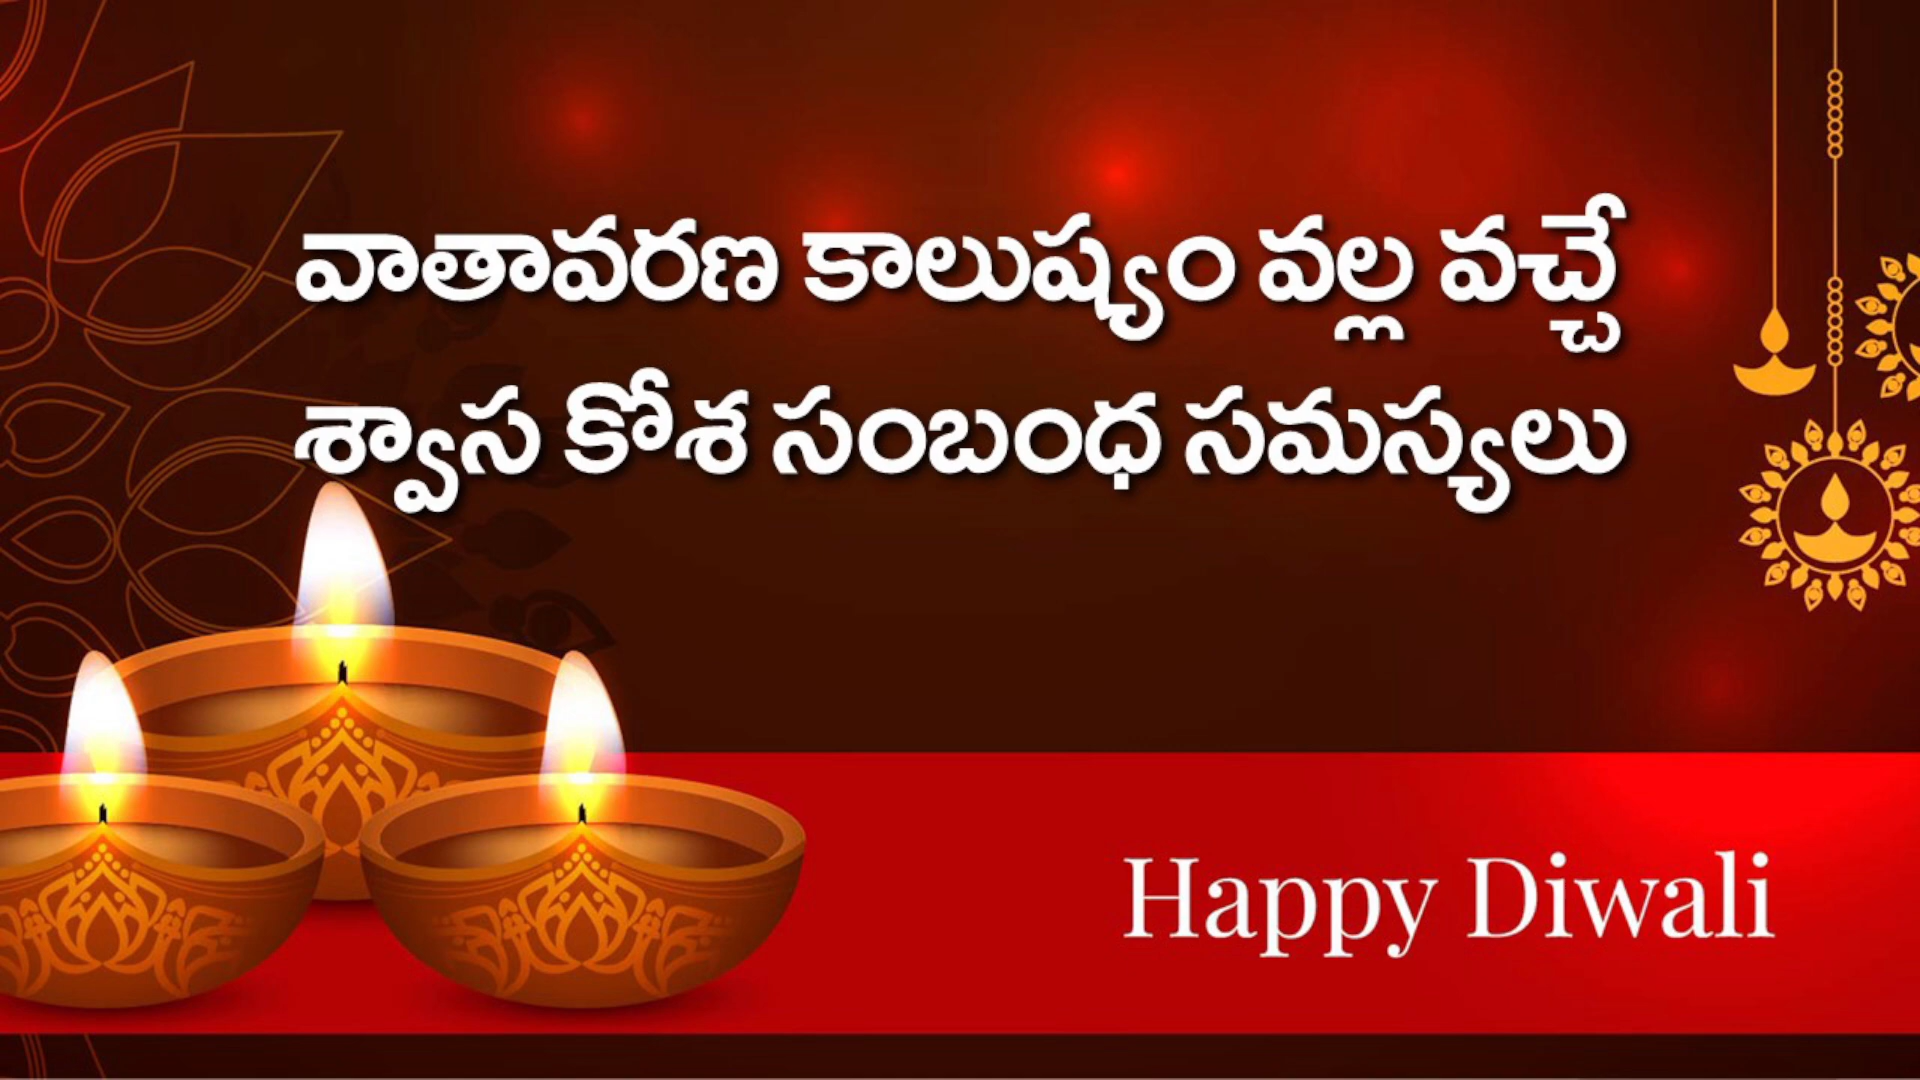 వాతావరణ కాలుష్యం వల్ల వచ్చే
శ్వాస కోశ సంబంధ సమస్యలు
Happy Diwali